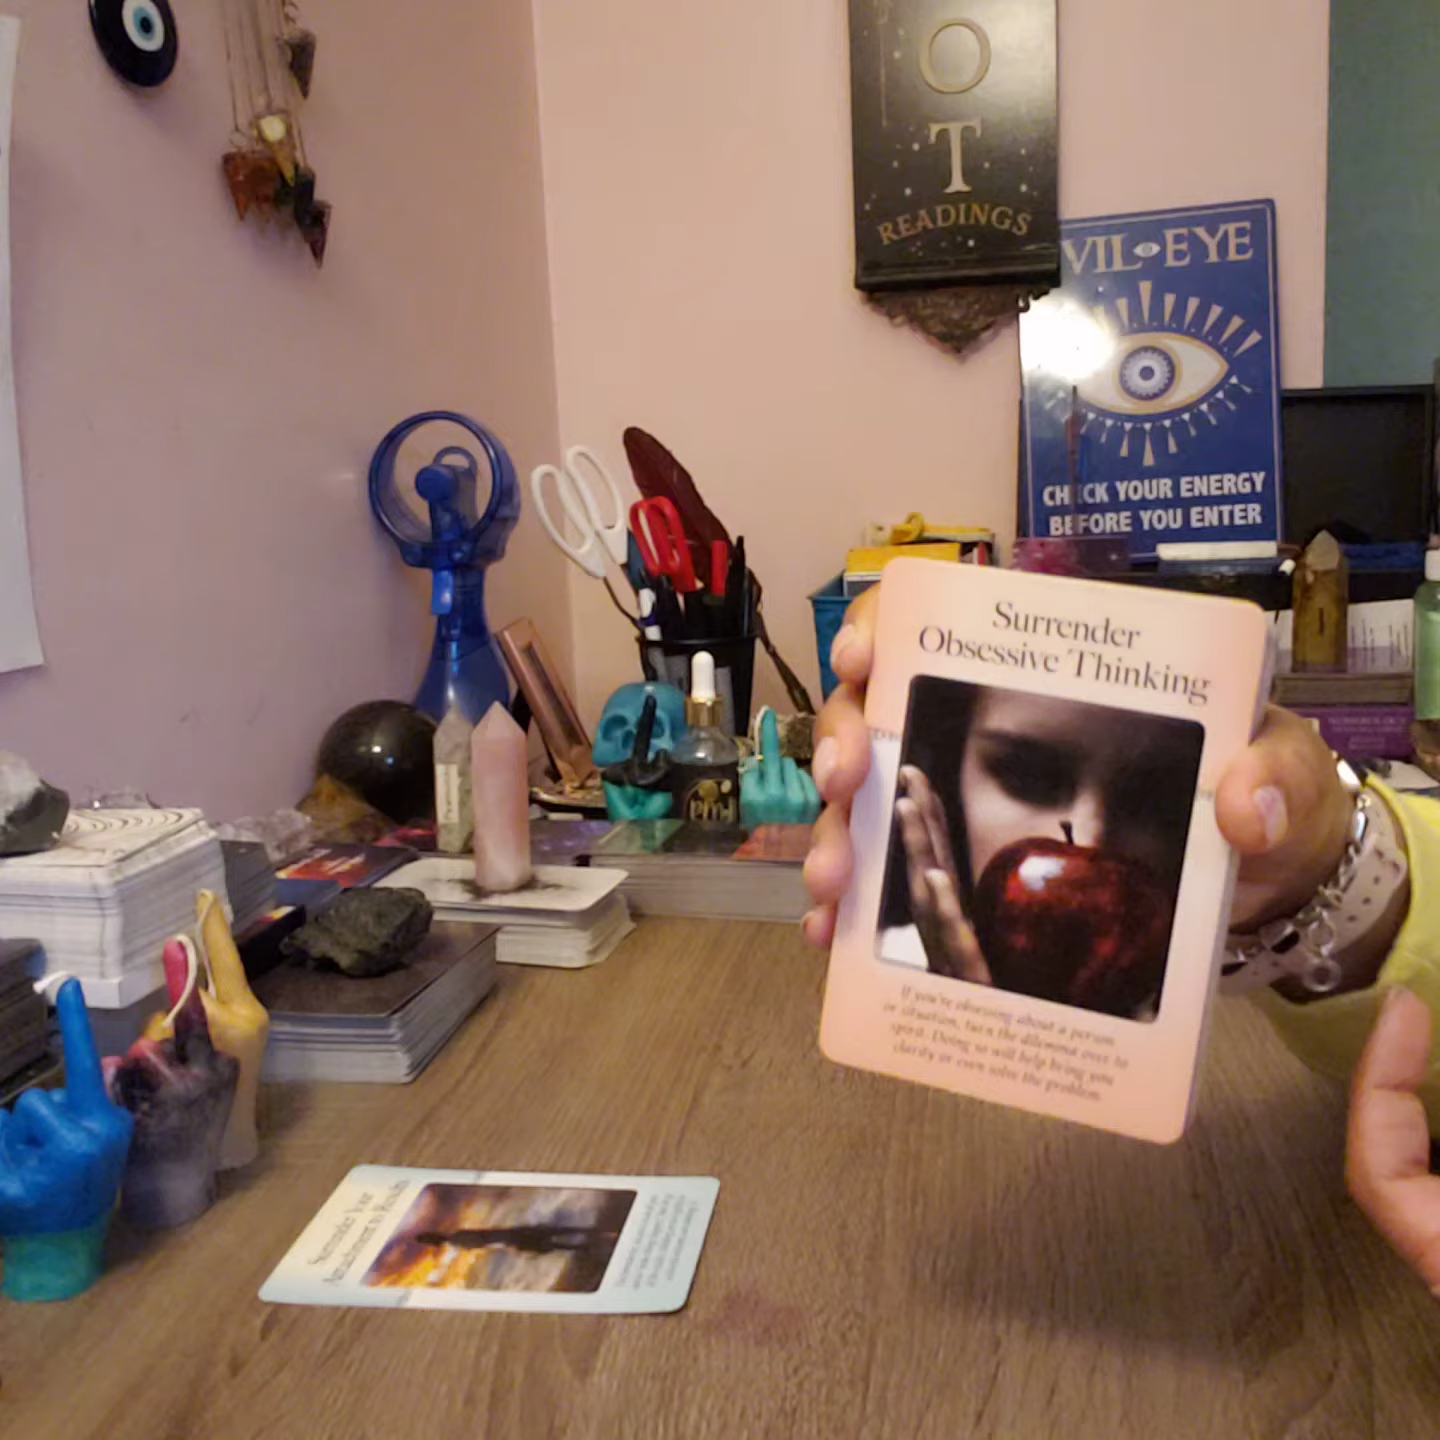 O
T
READINGS
VIL EYE
CHECK YOUR ENERGY
BEFORE YOU ENTER
Surrender
Obsessive Thinking
If you're obsessing about a person
or situation, turn the dilemma over to
spirit. Doing so will help bring you
clarity or even solve the problem.
NUMEROLOGY
Surrender Your
Attachment to Results